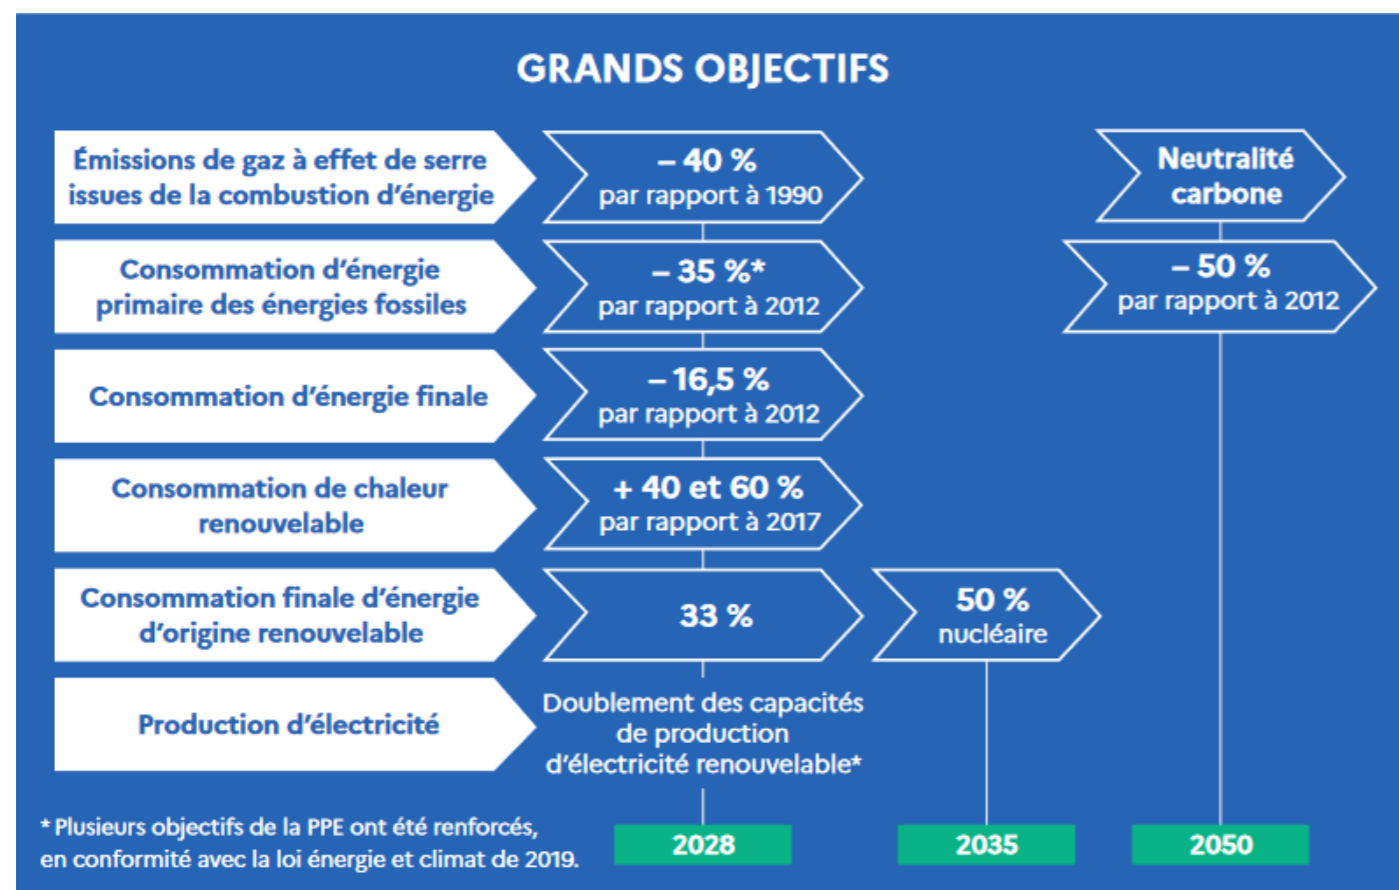 GRANDS OBJECTIFS
Émissions de gaz à effet de serre
issues de la combustion d'énergie
– 40 %
par rapport à 1990
Neutralité
carbone
Consommation d'énergie
primaire des énergies fossiles
– 35 %*
par rapport à 2012
– 50 %
par rapport à 2012
Consommation d'énergie finale
– 16,5 %
par rapport à 2012
Consommation de chaleur
renouvelable
+ 40 et 60 %
par rapport à 2017
Consommation finale d'énergie
d'origine renouvelable
33 %
50 %
nucléaire
Production d'électricité
Doublement des capacités
de production
d'électricité renouvelable*
* Plusieurs objectifs de la PPE ont été renforcés,
en conformité avec la loi énergie et climat de 2019.
2028
2035
2050